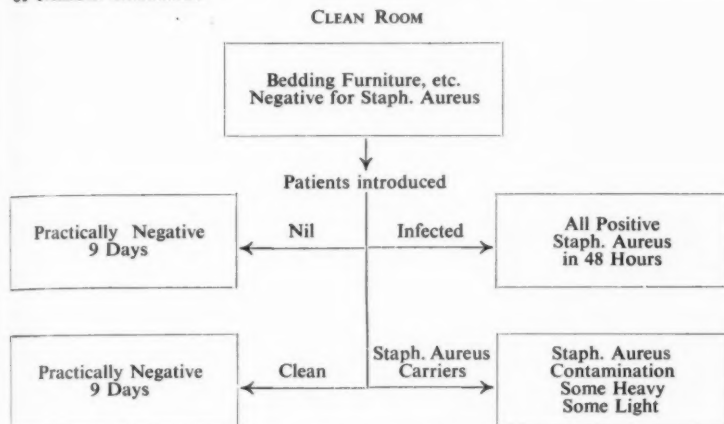 CLEAN ROOM
Bedding Furniture, etc.
Negative for Staph. Aureus
Patients introduced
Practically Negative
9 Days
Nil
Infected
All Positive
Staph. Aureus
in 48 Hours
Practically Negative
9 Days
Clean
Staph. Aureus
Carriers
Staph. Aureus
Contamination
Some Heavy
Some Light